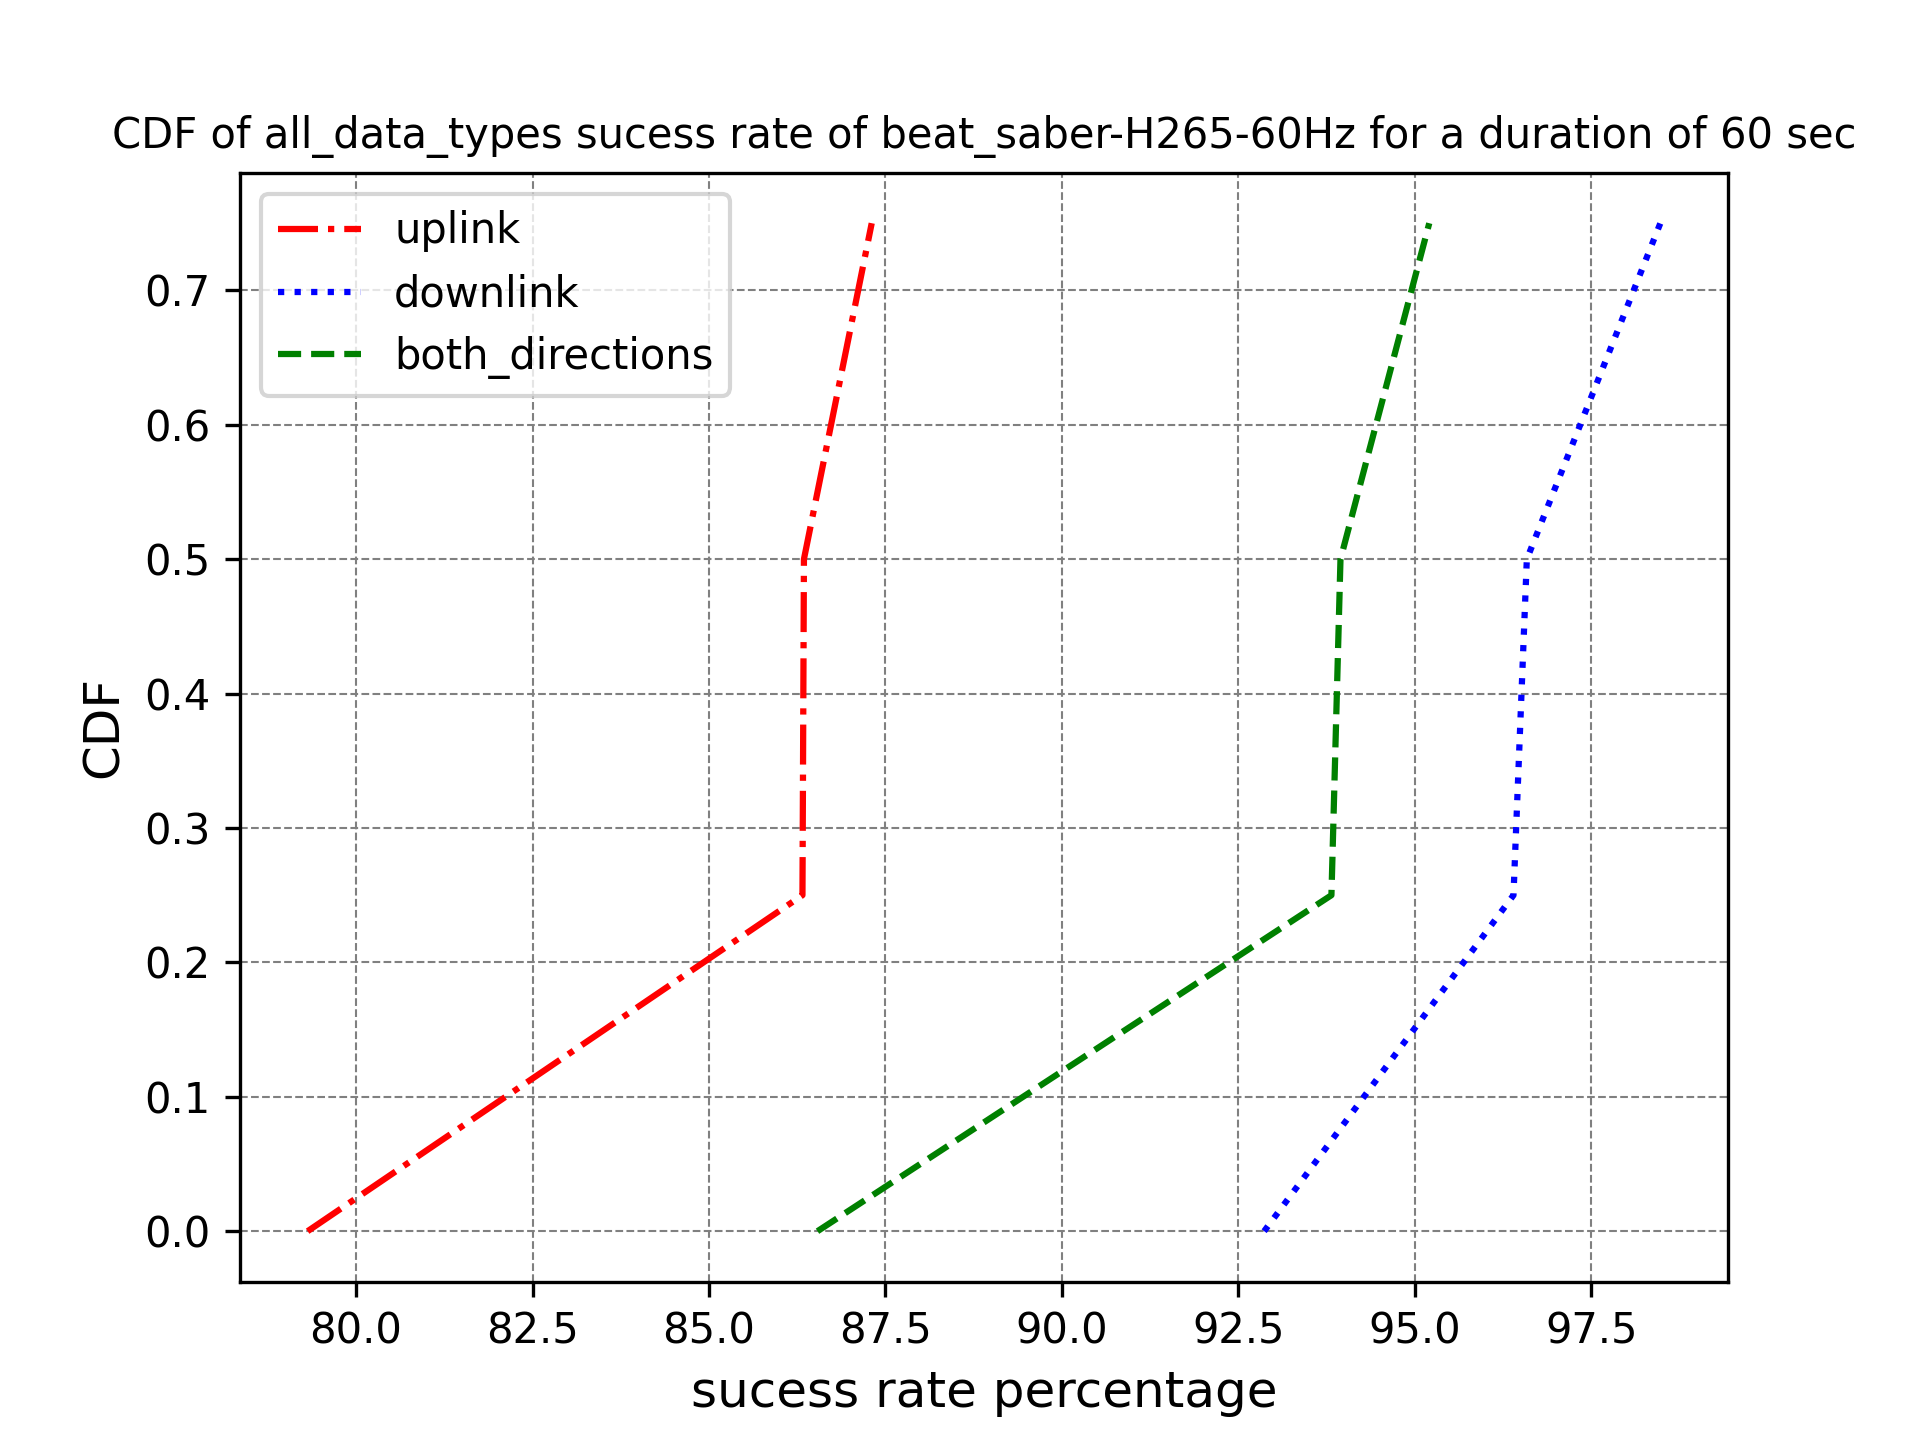 CDF of all_data_types sucess rate of beat_saber-H265-60Hz for a duration of 60 sec
uplink
downlink
both_directions
CDF
0.7
0.6
0.5
0.4
0.3
0.2
0.1
0.0
80.0 82.5 85.0 87.5 90.0 92.5 95.0 97.5
sucess rate percentage